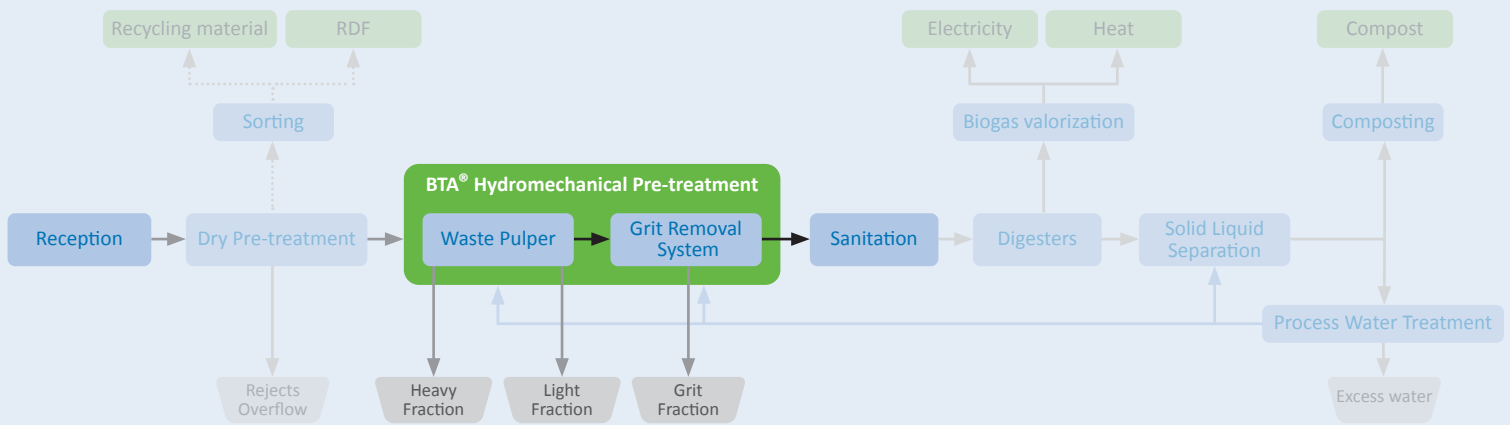 Recycling material
RDF
Electricity
Heat
Compost
Sorting
Biogas valorization
Composting
BTA® Hydromechanical Pre-treatment
Reception
Dry Pre-treatment
Waste Pulper
Grit Removal
System
Sanitation
Digesters
Solid Liquid
Separation
Process Water Treatment
Rejects
Overflow
Heavy
Fraction
Light
Fraction
Grit
Fraction
Excess water